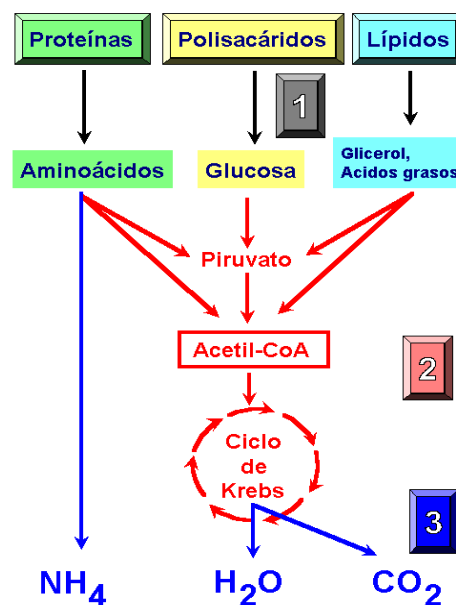 Proteínas Polisacáridos Lípidos
1
Aminoácidos Glucosa Glicerol,
Acidos grasos
Piruvato
Acetil-CoA
2
Ciclo
de
Krebs
3
NH4 H2O CO2